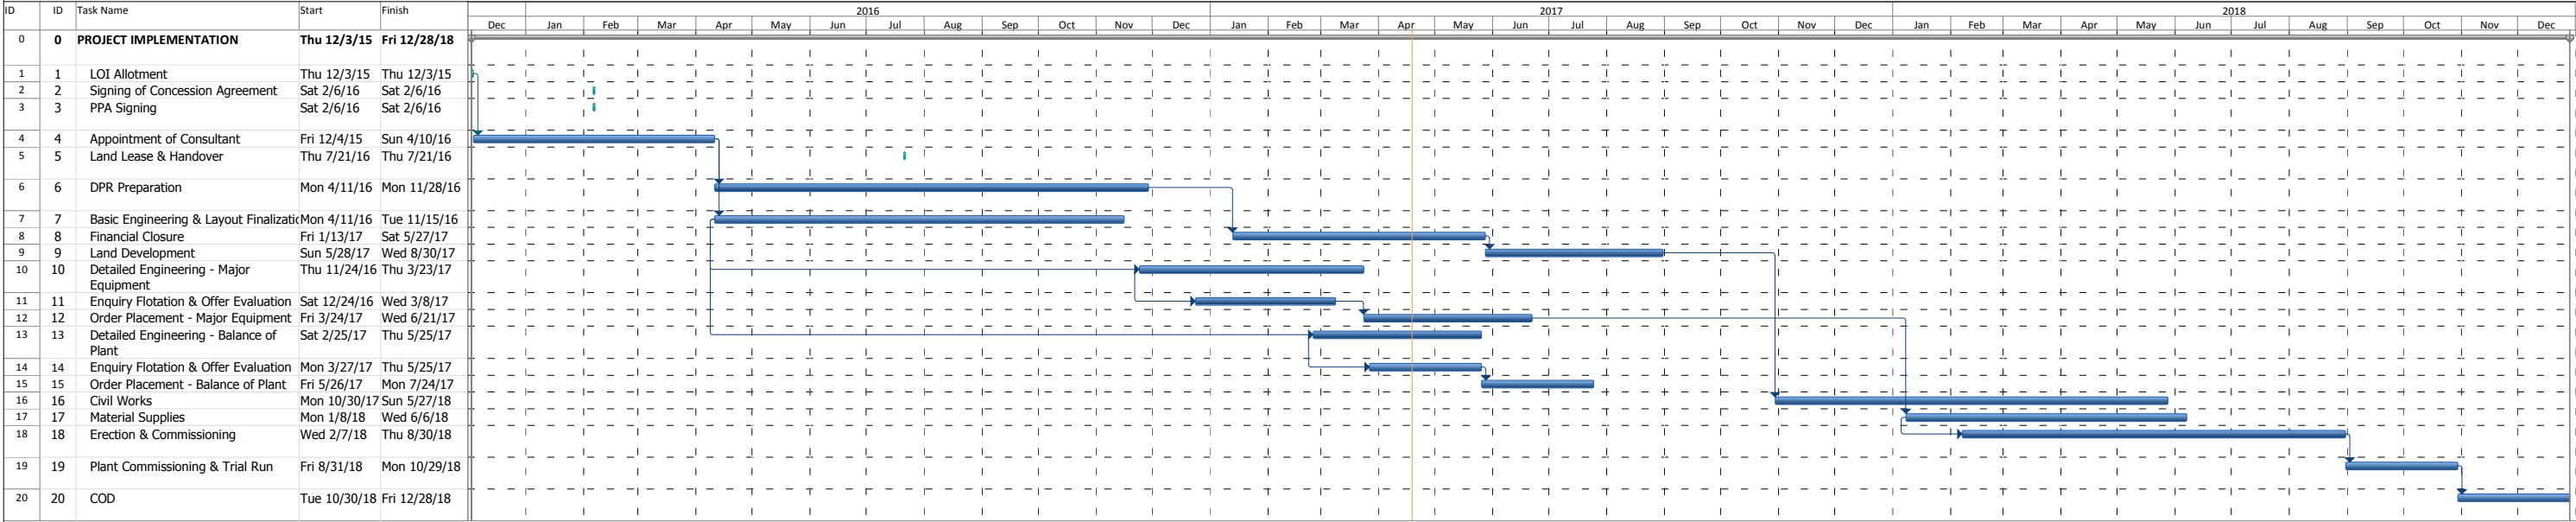 ID ID Task Name Start Finish 2016 2017 2018
Dec Jan Feb Mar Apr May Jun Jul Aug Sep Oct Nov Dec Jan Feb Mar Apr May Jun Jul Aug Sep Oct Nov Dec Jan Feb Mar Apr May Jun Jul Aug Sep Oct Nov Dec
0 0 PROJECT IMPLEMENTATION Thu 12/3/15 Fri 12/28/18
1 1 LOI Allotment Thu 12/3/15 Thu 12/3/15
2 2 Signing of Concession Agreement Sat 2/6/16 Sat 2/6/16
3 3 PPA Signing Sat 2/6/16 Sat 2/6/16
4 4 Appointment of Consultant Fri 12/4/15 Sun 4/10/16
5 5 Land Lease & Handover Thu 7/21/16 Thu 7/21/16
6 6 DPR Preparation Mon 4/11/16 Mon 11/28/16
7 7 Basic Engineering & Layout Finalizatic Mon 4/11/16 Tue 11/15/16
8 8 Financial Closure Fri 1/13/17 Sat 5/27/17
9 9 Land Development Sun 5/28/17 Wed 8/30/17
10 10 Detailed Engineering - Major Thu 11/24/16 Thu 3/23/17
Equipment
11 11 Enquiry Flotation & Offer Evaluation Sat 12/24/16 Wed 3/8/17
12 12 Order Placement - Major Equipment Fri 3/24/17 Wed 6/21/17
13 13 Detailed Engineering - Balance of Sat 2/25/17 Thu 5/25/17
Plant
14 14 Enquiry Flotation & Offer Evaluation Mon 3/27/17 Thu 5/25/17
15 15 Order Placement - Balance of Plant Fri 5/26/17 Mon 7/24/17
16 16 Civil Works Mon 10/30/17 Sun 5/27/18
17 17 Material Supplies Mon 1/8/18 Wed 6/6/18
18 18 Erection & Commissioning Wed 2/7/18 Thu 8/30/18
19 19 Plant Commissioning & Trial Run Fri 8/31/18 Mon 10/29/18
20 20 COD Tue 10/30/18 Fri 12/28/18